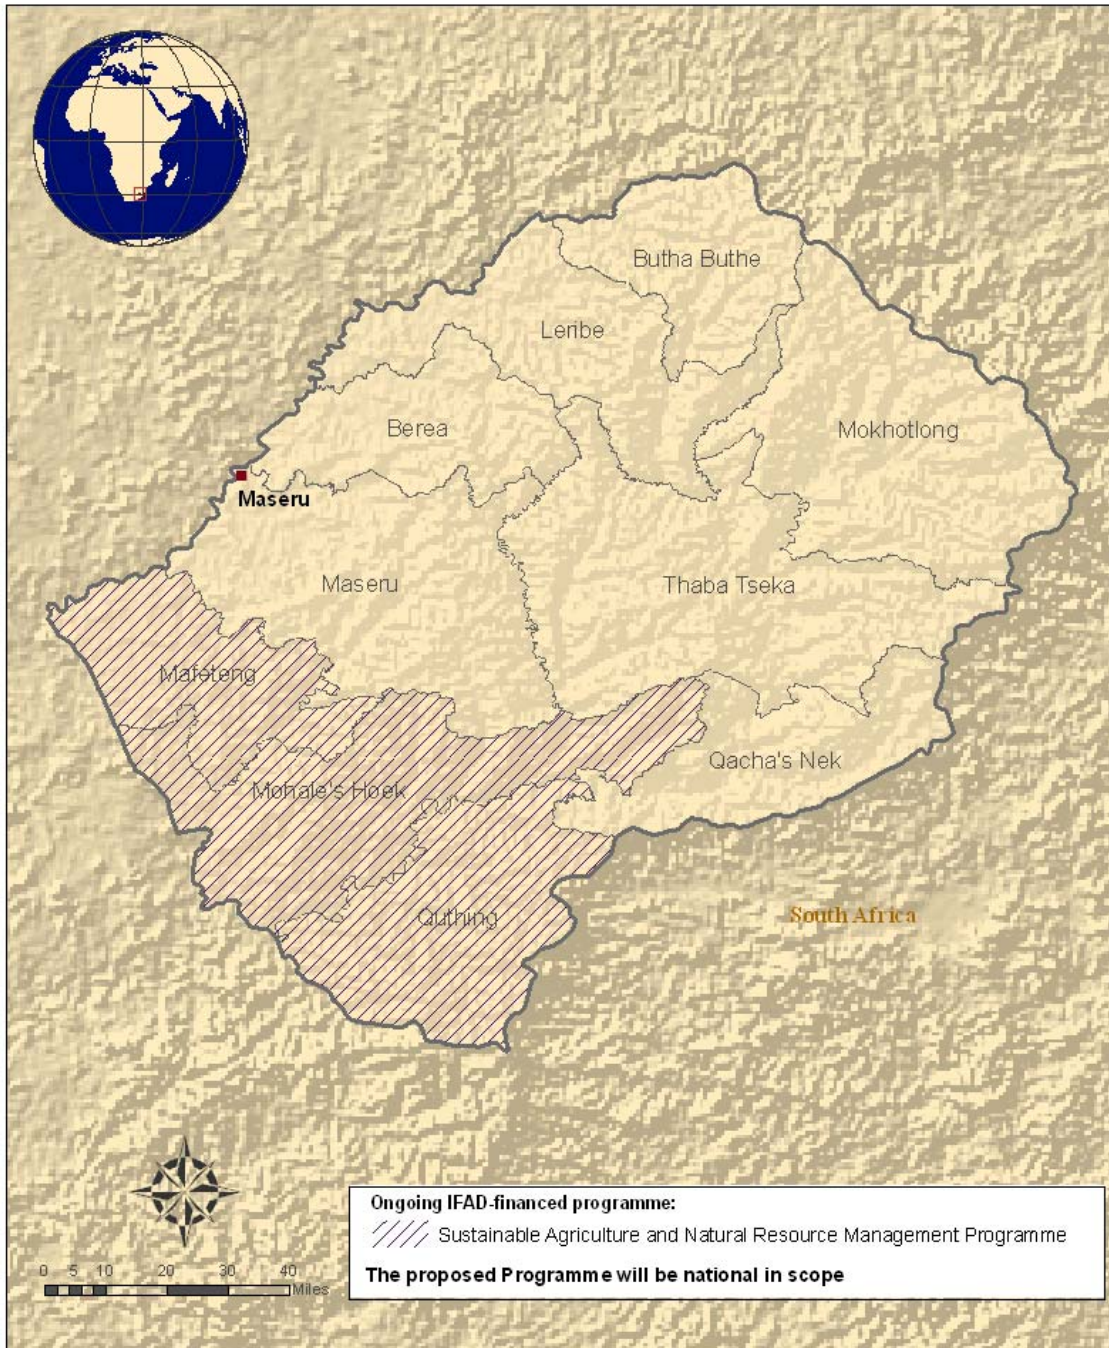 Butha Buthe
Leribe
Berea
Mokhotlong
Maseru
Maseru
Thaba Tseka
Mafeteng
Qacha's Nek
Mohale's Hoek
Quthing
South Africa
Ongoing IFAD-financed programme:
Sustainable Agriculture and Natural Resource Management Programme
The proposed Programme will be national in scope
0 5 10 20 30 40
Miles